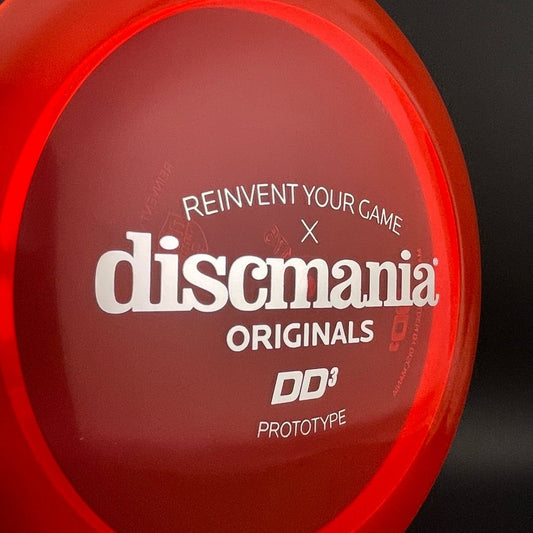 REINVENT YOUR GAME
X
discmania®
ORIGINALS
DD³
PROTOTYPE